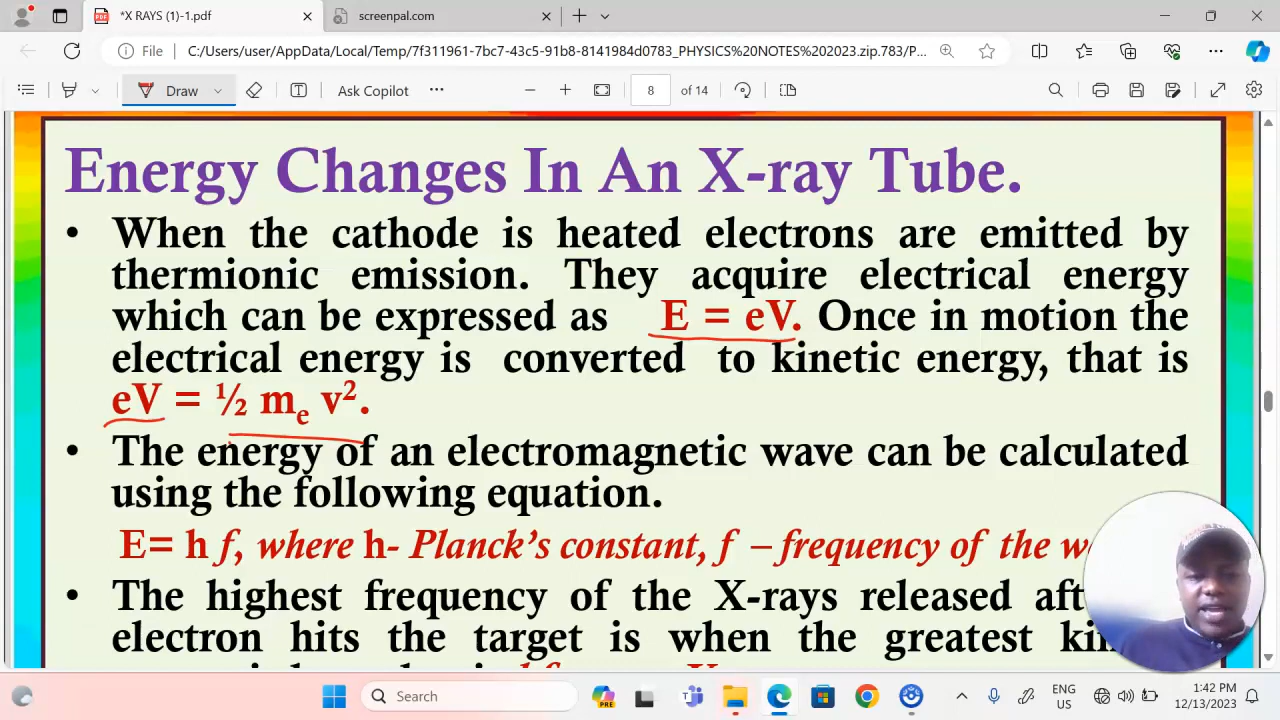 *X RAYS (1)-1.pdf
screenpal.com
File
C:/Users/user/AppData/Local/Temp/7f311961-7bc7-43c5-91b8-8141984d0783_PHYSICS%20NOTES%202023.zip.783/P...
Draw
Ask Copilot
8
of 14
Energy Changes In An X-ray Tube.
• When the cathode is heated electrons are emitted by
thermionic emission. They acquire electrical energy
which can be expressed as E = eV. Once in motion the
electrical energy is converted to kinetic energy, that is
eV = ½ mₑ v².
• The energy of an electromagnetic wave can be calculated
using the following equation.
E= h f, where h- Planck's constant, f – frequency of the
• The highest frequency of the X-rays released
electron hits the target is when the greatest
Search
PRE
ENG
US
1:42 PM
12/13/2023